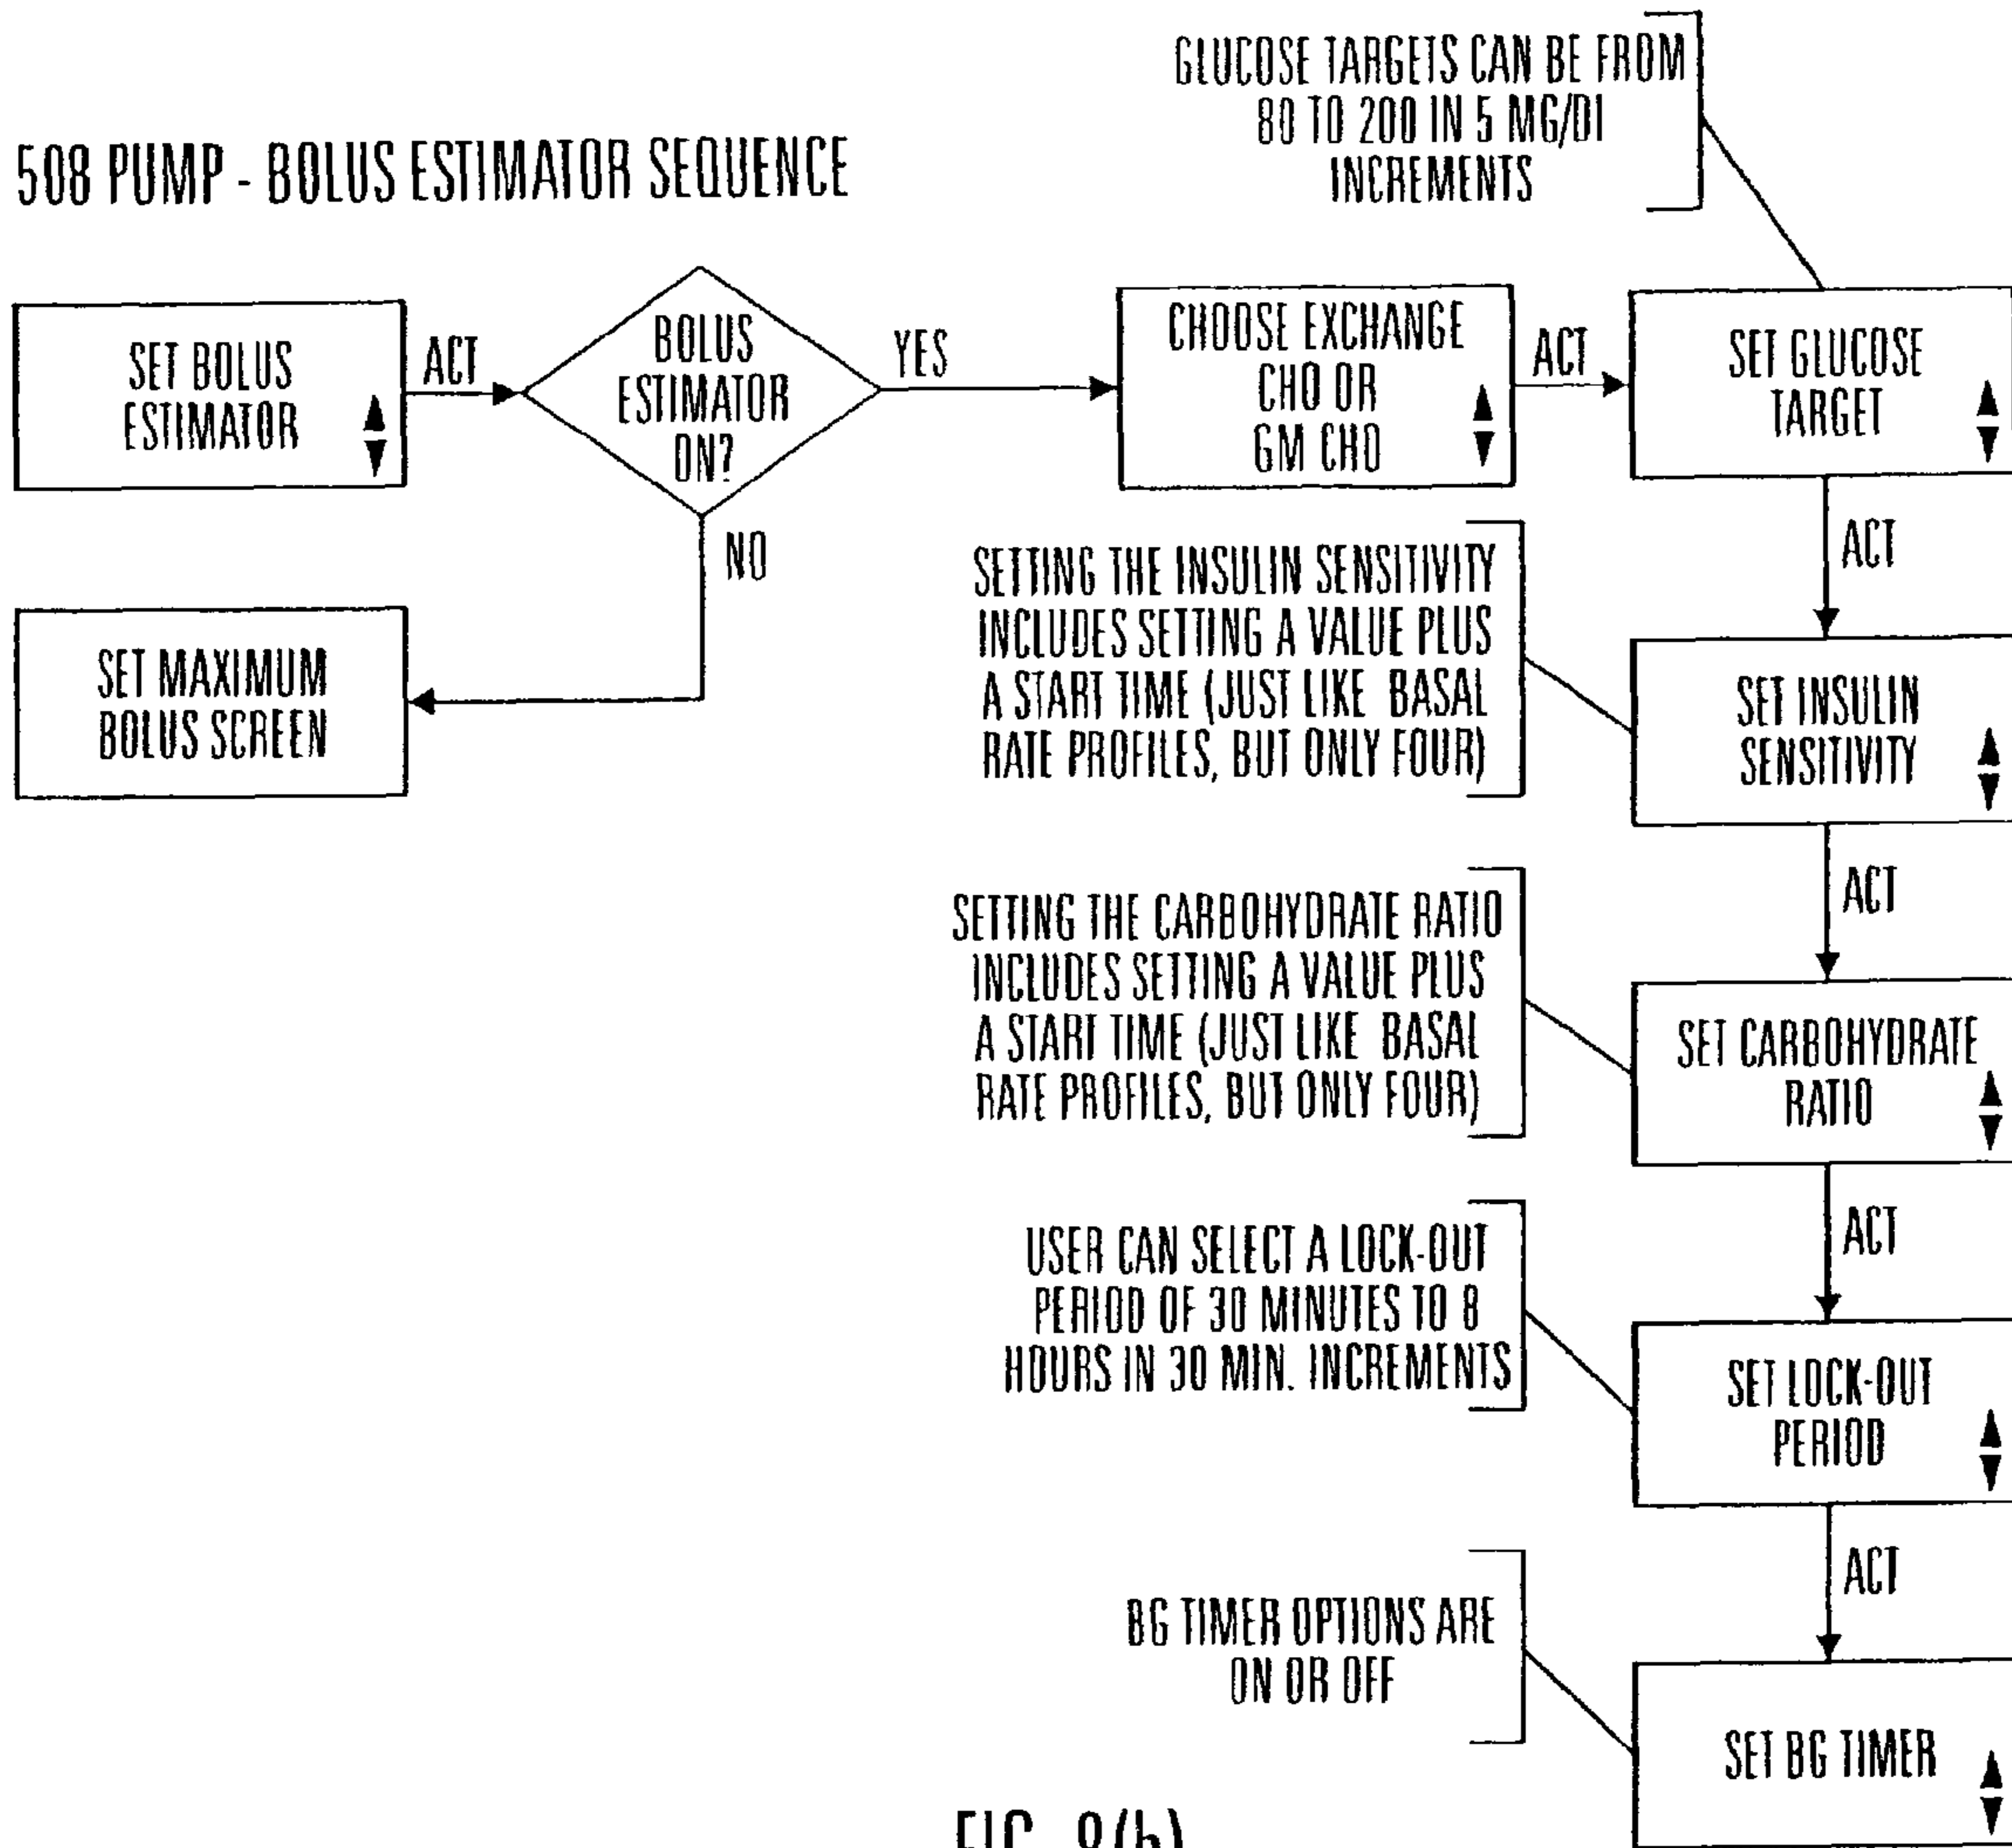 GLUCOSE TARGETS CAN BE FROM
80 TO 200 IN 5 MG/Dl
INCREMENTS
508 PUMP - BOLUS ESTIMATOR SEQUENCE
SET BOLUS
ESTIMATOR
ACT
BOLUS
ESTIMATOR
ON?
YES
CHOOSE EXCHANGE
CHO OR
GM CHO
ACT
SET GLUCOSE
TARGET
NO
ACT
SET MAXIMUM
BOLUS SCREEN
SETTING THE INSULIN SENSITIVITY
INCLUDES SETTING A VALUE PLUS
A START TIME (JUST LIKE BASAL
RATE PROFILES, BUT ONLY FOUR)
SET INSULIN
SENSITIVITY
ACT
SETTING THE CARBOHYDRATE RATIO
INCLUDES SETTING A VALUE PLUS
A START TIME (JUST LIKE BASAL
RATE PROFILES, BUT ONLY FOUR)
SET CARBOHYDRATE
RATIO
ACT
USER CAN SELECT A LOCK-OUT
PERIOD OF 30 MINUTES TO 8
HOURS IN 30 MIN. INCREMENTS
SET LOCK-OUT
PERIOD
ACT
BG TIMER OPTIONS ARE
ON OR OFF
SET BG TIMER
FIG. 8(b)